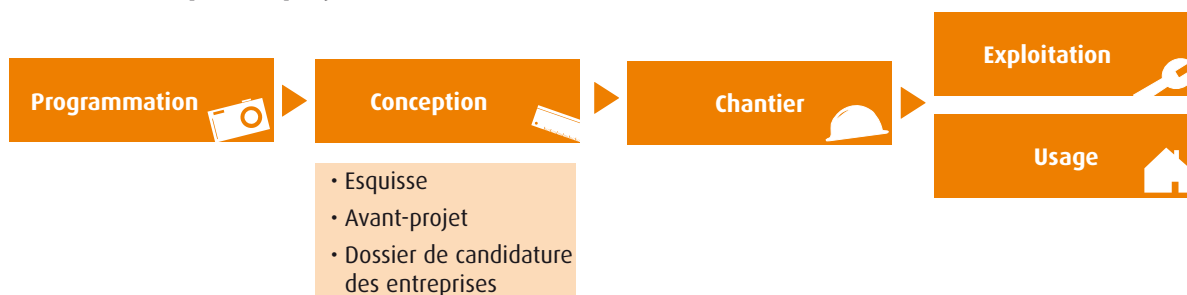 Programmation
Conception
Chantier
Exploitation
Usage
• Esquisse
• Avant-projet
• Dossier de candidature
des entreprises